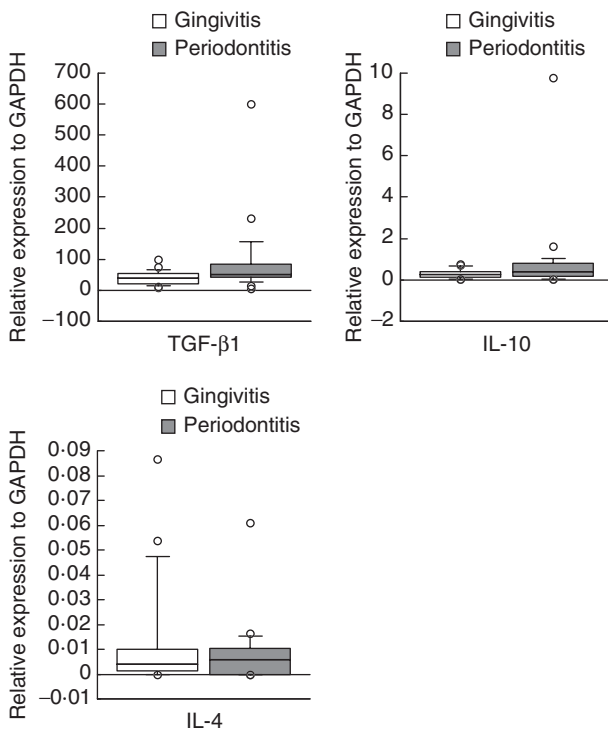 Gingivitis
Periodontitis
Relative expression to GAPDH
700
600
500
400
300
200
100
0
−100
TGF-β1
Gingivitis
Periodontitis
Relative expression to GAPDH
10
8
6
4
2
0
−2
IL-10
Gingivitis
Periodontitis
Relative expression to GAPDH
0·09
0·08
0·07
0·06
0·05
0·04
0·03
0·02
0·01
0
−0·01
IL-4